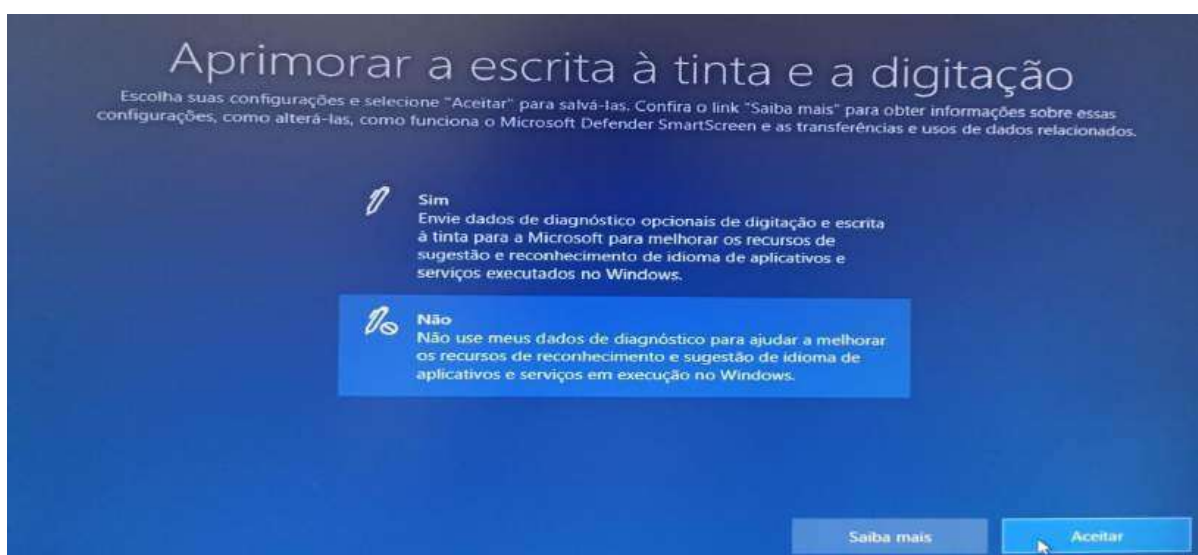 Aprimorar a escrita à tinta e a digitação
Escolha suas configurações e selecione "Aceitar" para salvá-las. Confira o link "Saiba mais" para obter informações sobre essas
configurações, como alterá-las, como funciona o Microsoft Defender SmartScreen e as transferências e usos de dados relacionados.
Sim
Envie dados de diagnóstico opcionais de digitação e escrita
à tinta para a Microsoft para melhorar os recursos de
sugestão e reconhecimento de idioma de aplicativos e
serviços executados no Windows.
Não
Não use meus dados de diagnóstico para ajudar a melhorar
os recursos de reconhecimento e sugestão de idioma de
aplicativos e serviços em execução no Windows.
Saiba mais
Aceitar